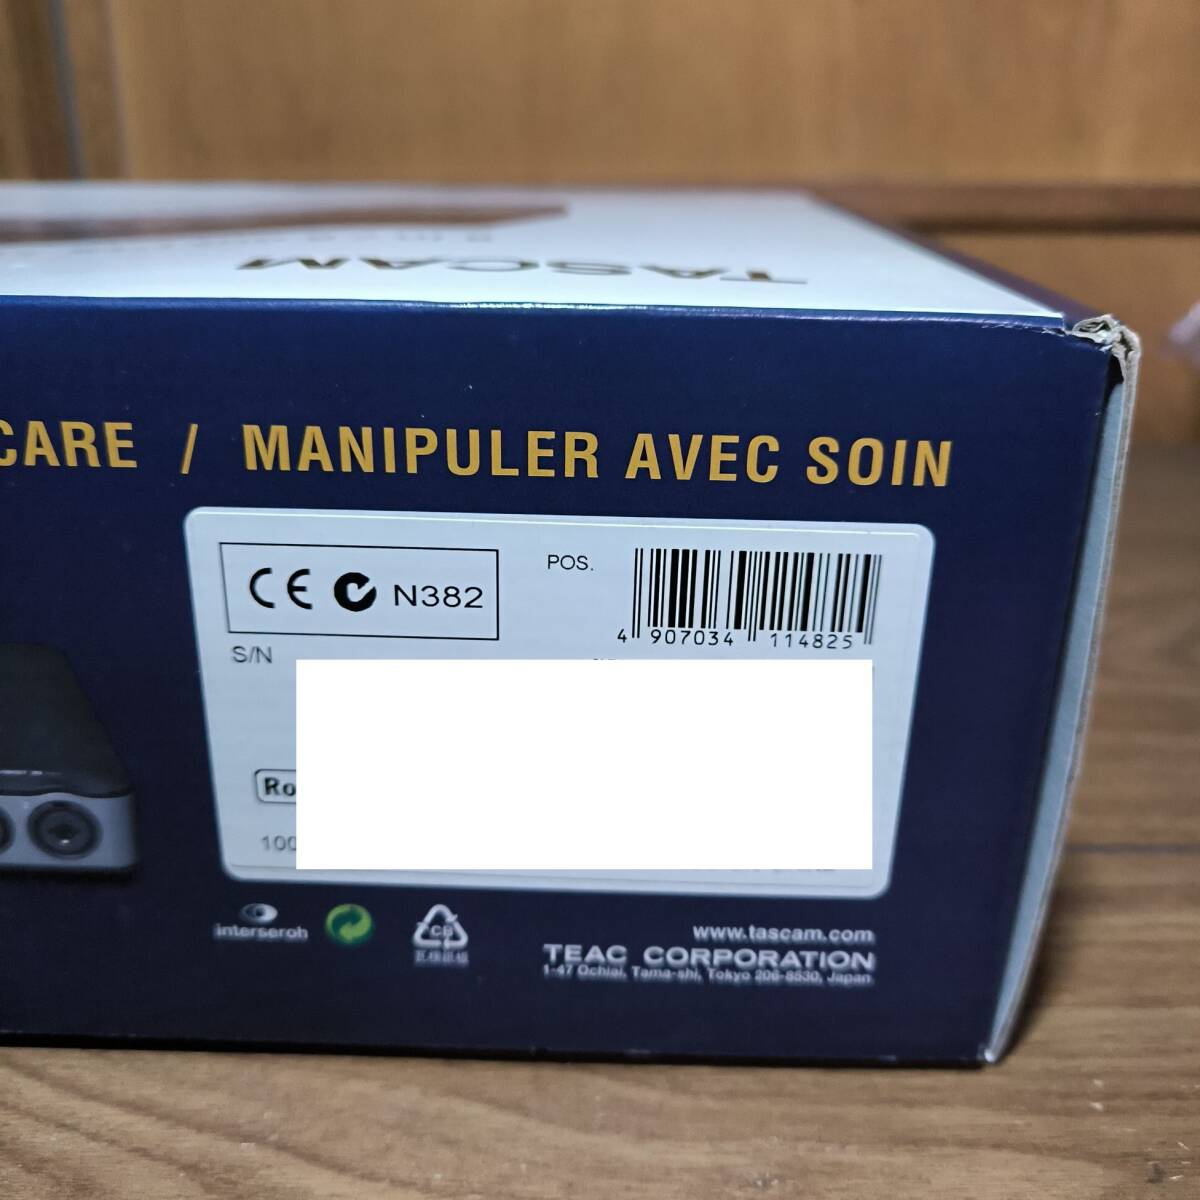 TASCAM
CARE / MANIPULER AVEC SOIN
CE N382
POS.
4 907034 114825
S/N
Ro
100
interseroh
CB
www.tascam.com
TEAC CORPORATION
1-47 Ochiai, Tama-shi, Tokyo 206-8530, Japan